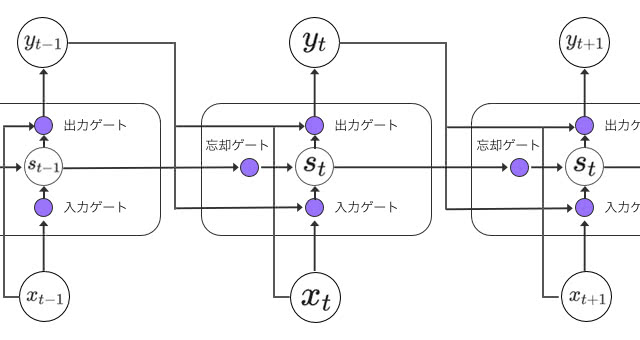 y_{t-1} y_t y_{t+1}
出力ゲート 出力ゲート 出力
忘却ゲート 忘却ゲート
s_{t-1} s_t s_t
入力ゲート 入力ゲート 入力
x_{t-1} x_t x_{t+1}